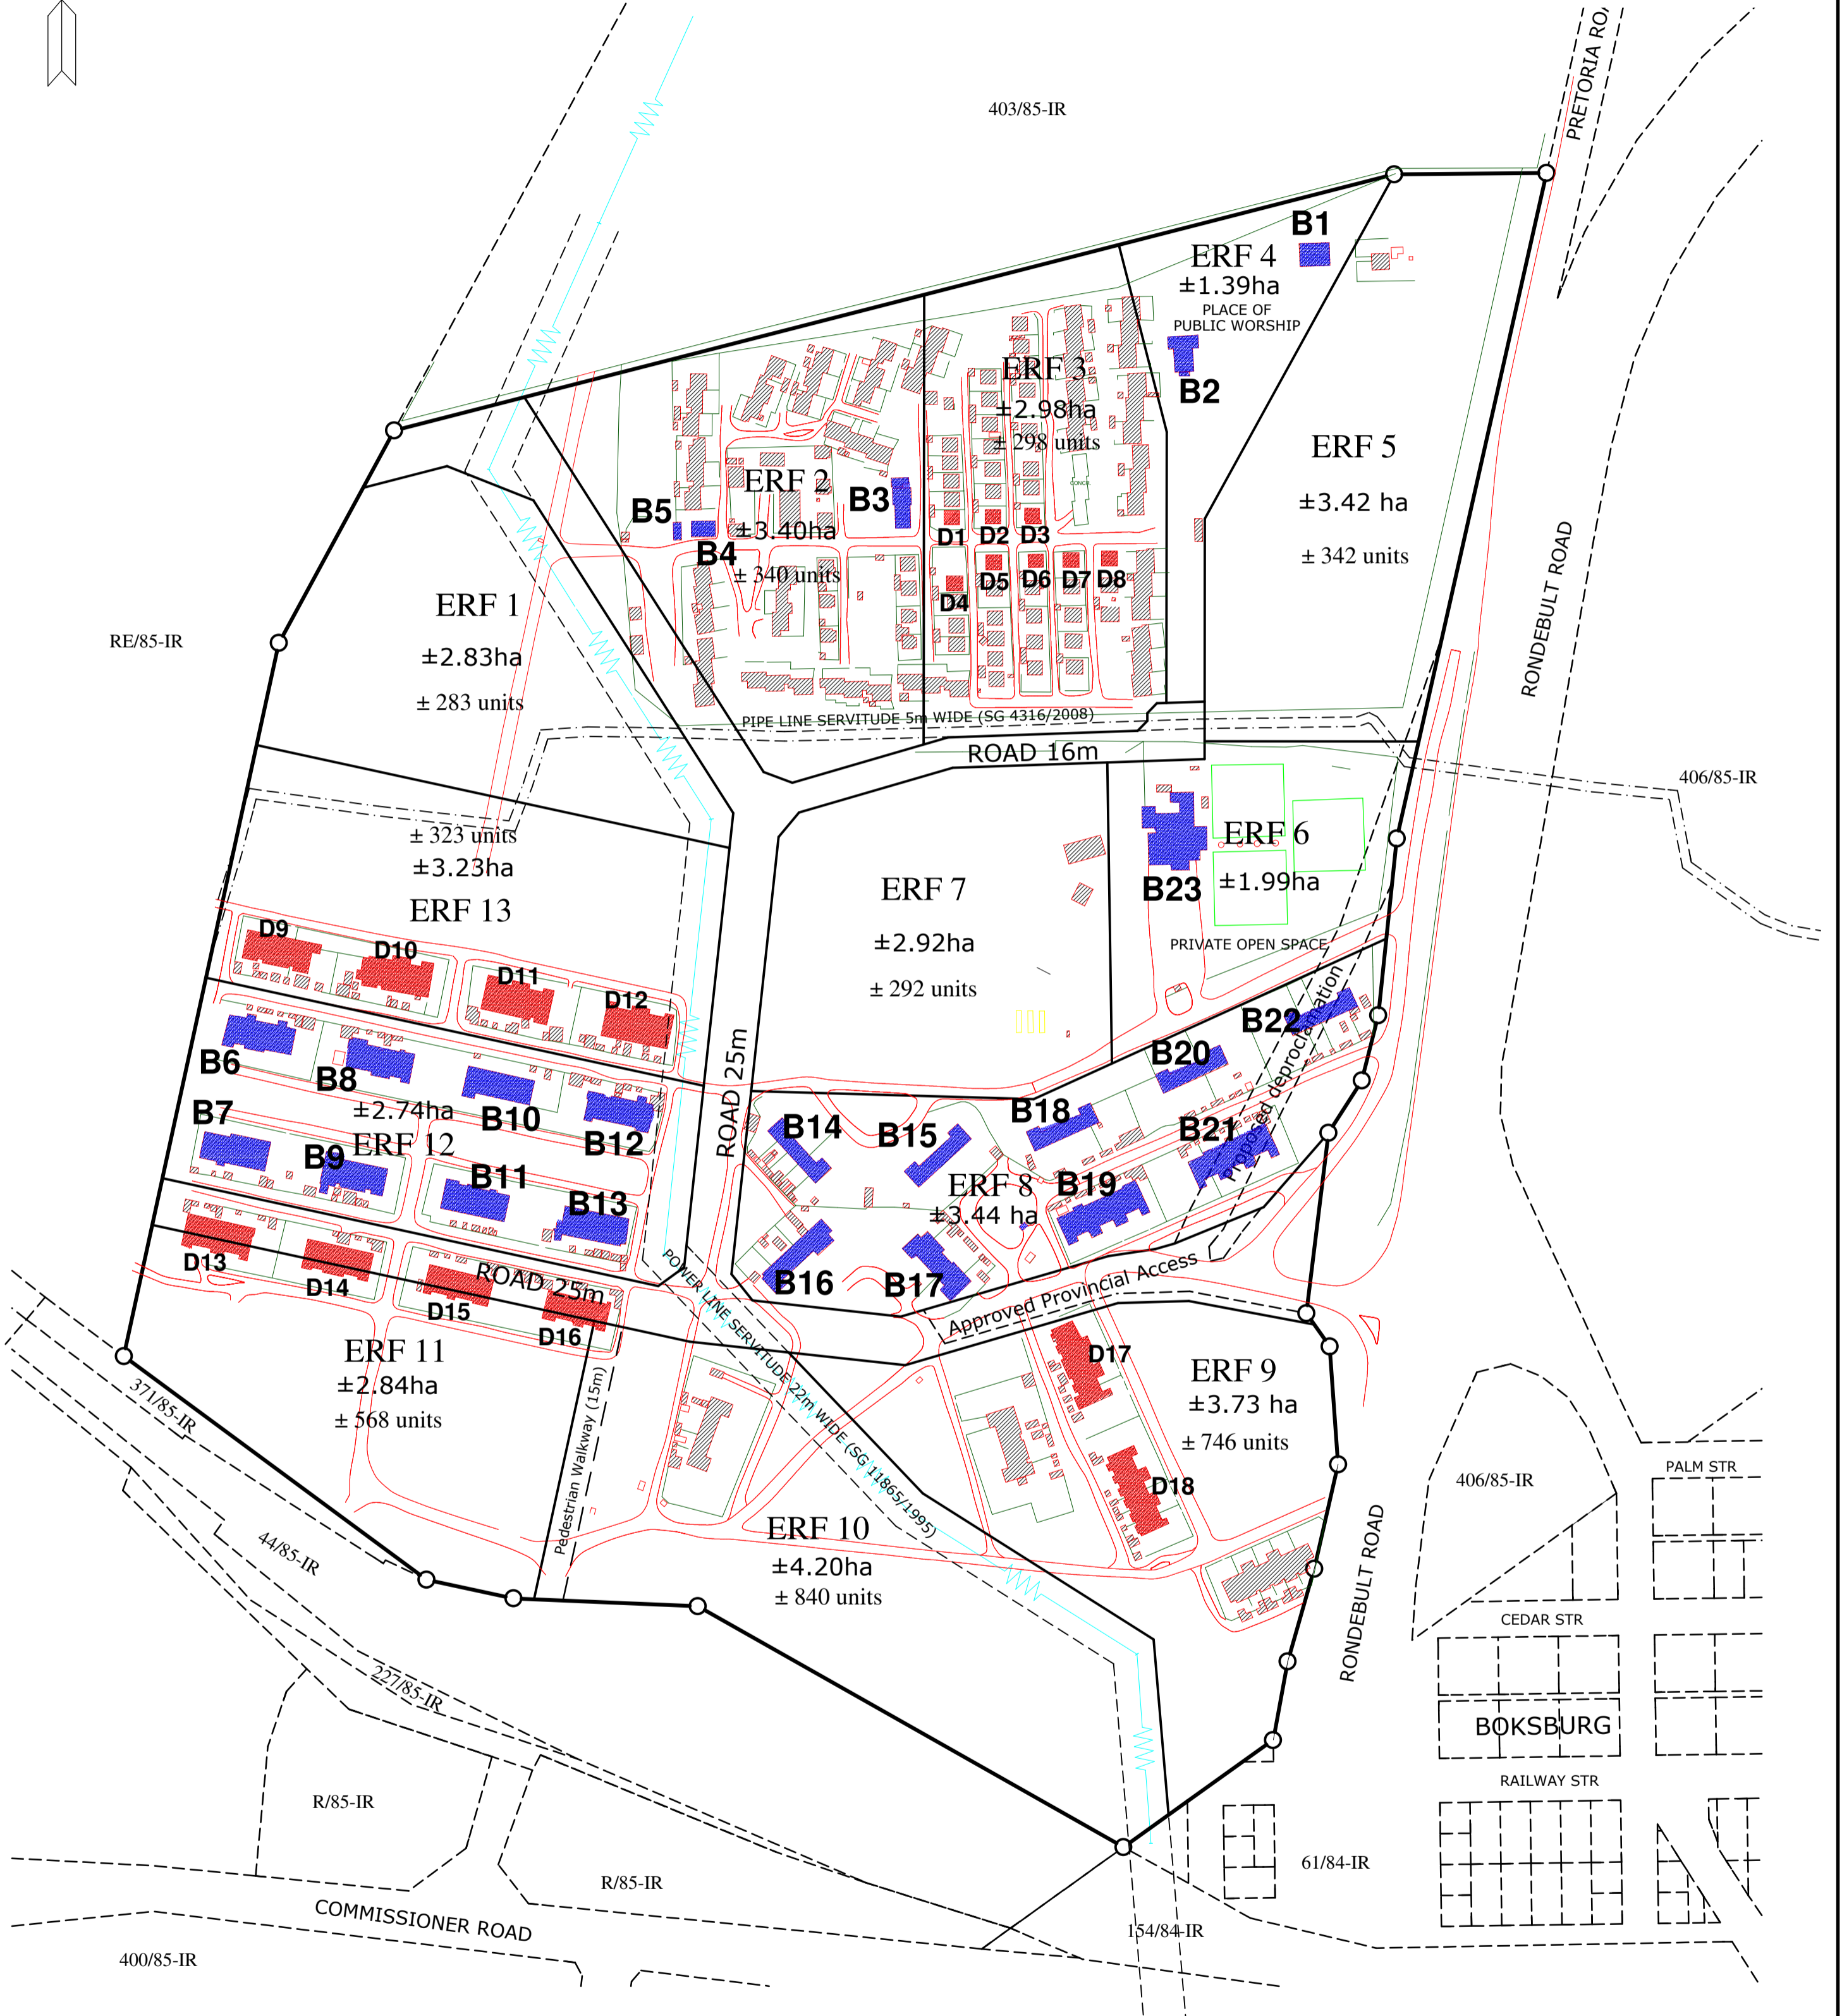 403/85-IR
PRETORIA RO
B1
ERF 4
±1.39ha
PLACE OF
PUBLIC WORSHIP
B2
ERF 3
±2.98ha
± 298 units
ERF 5
±3.42 ha
± 342 units
ERF 2
±3.40ha
± 340 units
B3
B5
B4
D1
D2
D3
D4
D5
D6
D7
D8
RONDEBULT ROAD
ERF 1
±2.83ha
± 283 units
RE/85-IR
PIPE LINE SERVITUDE 5m WIDE (SG 4316/2008)
ROAD 16m
406/85-IR
± 323 units
±3.23ha
ERF 13
ERF 7
±2.92ha
± 292 units
ERF 6
±1.99ha
B23
PRIVATE OPEN SPACE
D9
D10
D11
D12
ROAD 25m
Proposed deproclamation
B6
B8
B10
B12
B7
B9
B11
B13
±2.74ha
ERF 12
B14
B15
B18
B20
B22
B21
B19
ERF 8
±3.44 ha
B16
B17
D13
D14
D15
D16
ROAD 25m
POWER LINE SERVITUDE 22m WIDE (SG 11865/1995)
Approved Provincial Access
ERF 11
±2.84ha
± 568 units
Pedestrian Walkway (15m)
D17
D18
ERF 9
±3.73 ha
± 746 units
ERF 10
±4.20ha
± 840 units
371/85-IR
44/85-IR
227/85-IR
RONDEBULT ROAD
406/85-IR
PALM STR
CEDAR STR
BOKSBURG
RAILWAY STR
R/85-IR
R/85-IR
61/84-IR
154/84-IR
COMMISSIONER ROAD
400/85-IR